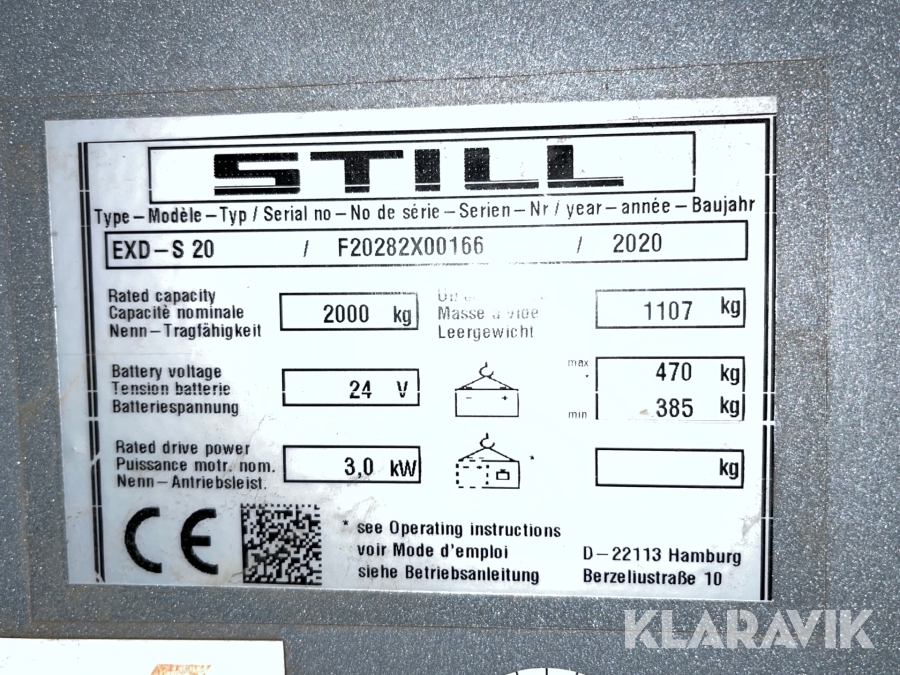 STILL
Type – Modèle – Typ / Serial no – No de série – Serien – Nr / year – année – Baujahr
EXD – S 20 / F20282X00166 / 2020
Rated capacity
Capacitè nominale
Nenn – Tragfähigkeit
2000 kg
Masse à vide
Leergewicht
1107 kg
Battery voltage
Tension batterie
Batteriespannung
24 V
- +
max
*
min
470 kg
385 kg
Rated drive power
Puissance motr. nom.
Nenn – Antriebsleist.
3,0 kW
*
kg
CE
* see Operating instructions
voir Mode d'emploi
siehe Betriebsanleitung
D – 22113 Hamburg
Berzeliustraße 10
KLARAVIK